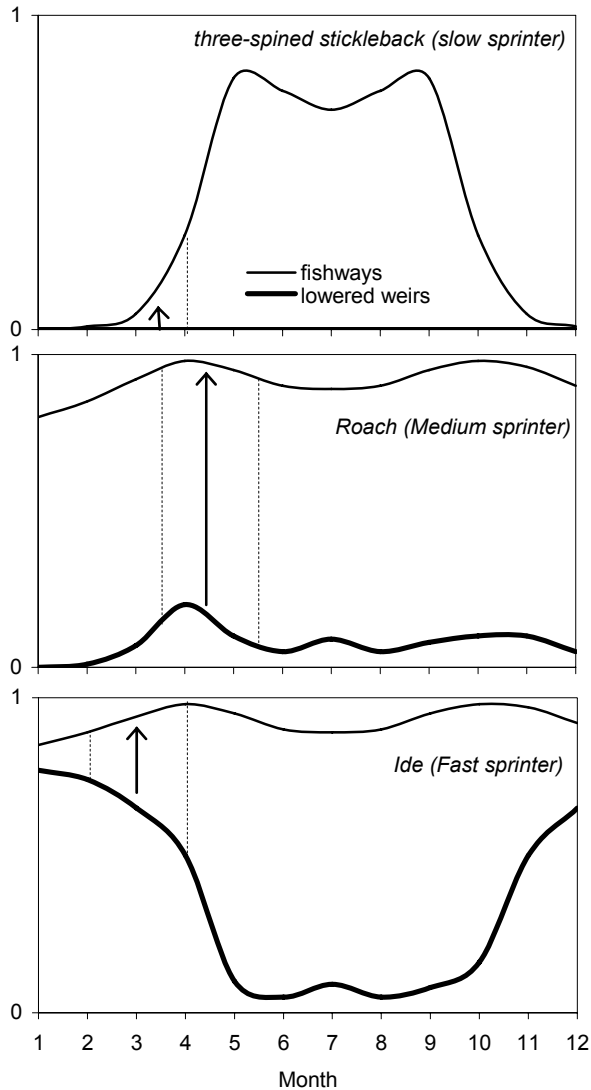 1
three-spined stickleback (slow sprinter)
fishways
lowered weirs
0
1
Roach (Medium sprinter)
0
1
Ide (Fast sprinter)
0
1 2 3 4 5 6 7 8 9 10 11 12
Month